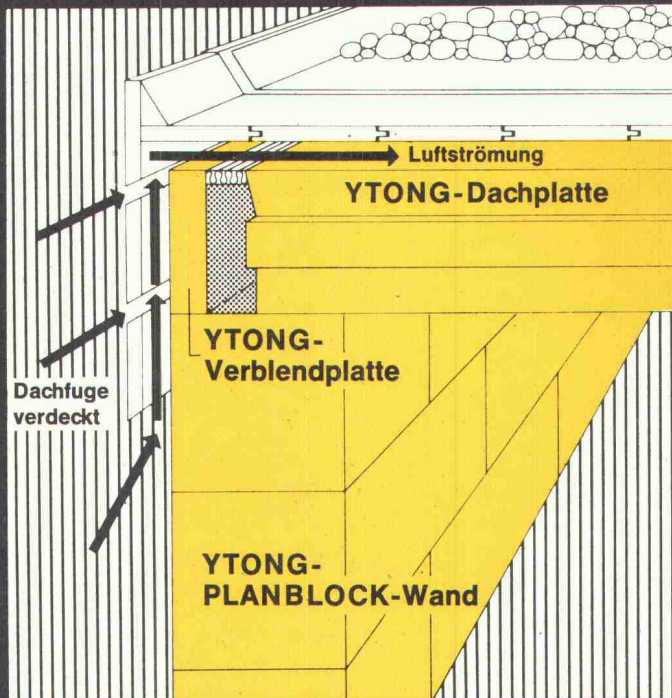 Luftströmung
YTONG-Dachplatte
YTONG-
Verblendplatte
Dachfuge
verdeckt
YTONG-
PLANBLOCK-Wand